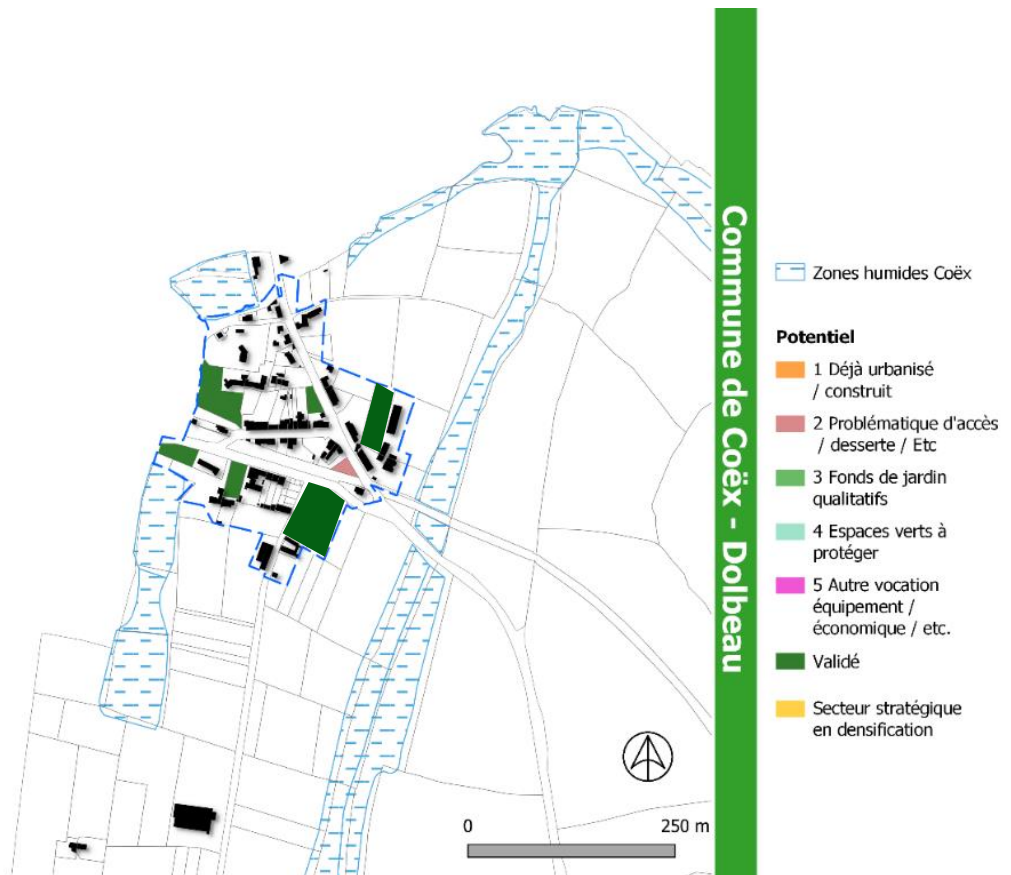 Commune de Coëx - Dolbeau
Zones humides Coëx
Potentiel
1 Déjà urbanisé
/ construit
2 Problématique d'accès
/ desserte / Etc
3 Fonds de jardin
qualitatifs
4 Espaces verts à
protéger
5 Autre vocation
équipement /
économique / etc.
Validé
Secteur stratégique
en densification
0
250 m